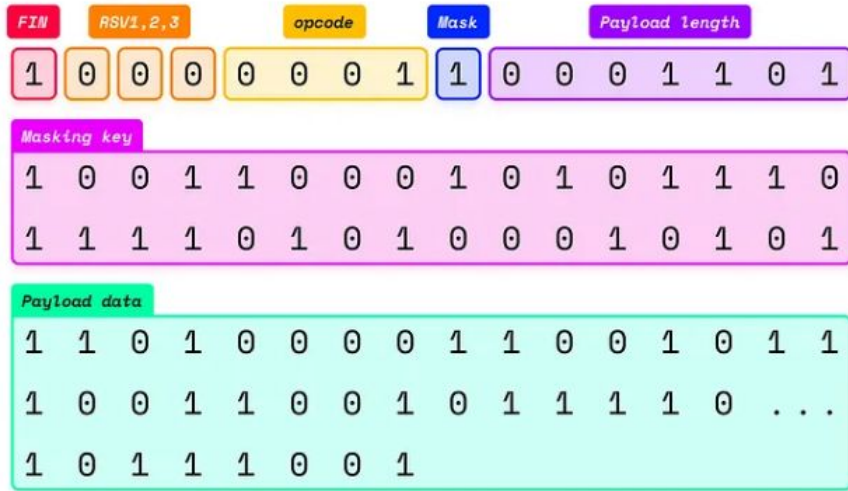 FIN RSV1,2,3 opcode Mask Payload length
1 0 0 0 0 0 0 1 1 0 0 0 1 1 0 1
Masking key
1 0 0 1 1 0 0 0 1 0 1 0 1 1 1 0
1 1 1 1 0 1 0 1 0 0 0 1 0 1 0 1
Payload data
1 1 0 1 0 0 0 0 1 1 0 0 1 0 1 1
1 0 0 1 1 0 0 1 0 1 1 1 1 0 ...
1 0 1 1 1 0 0 1